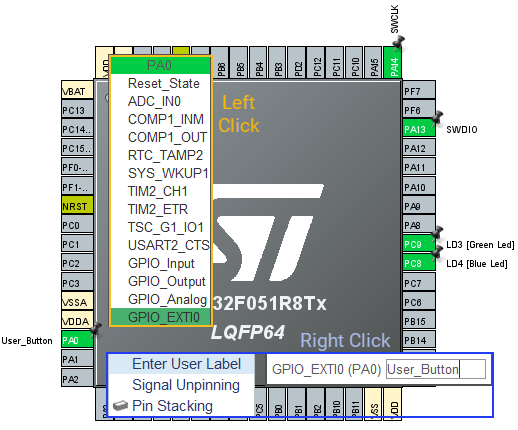 SWCLK
VDD
PB6
PB5
PB4
PB3
PD2
PC12
PC11
PC10
PA15
PA14
PA0
Reset_State
ADC_IN0
COMP1_INM
COMP1_OUT
RTC_TAMP2
SYS_WKUP1
TIM2_CH1
TIM2_ETR
TSC_G1_IO1
USART2_CTS
GPIO_Input
GPIO_Output
GPIO_Analog
GPIO_EXTI0
Left
Click
VBAT
PC13
PC14..
PC15..
PF0-..
PF1-..
NRST
PC0
PC1
PC2
PC3
VSSA
VDDA
User_Button
PA0
PA1
PA2
PF7
PF6
PA13
SWDIO
PA12
PA11
PA10
PA9
PA8
PC9
LD3 [Green Led]
PC8
LD4 [Blue Led]
PC7
PC6
PB15
PB14
32F051R8Tx
LQFP64
Right Click
Enter User Label
Signal Unpinning
Pin Stacking
GPIO_EXTI0 (PA0) User_Button
PC5
PB0
PB1
PB2
PB10
PB11
VSS
VDD